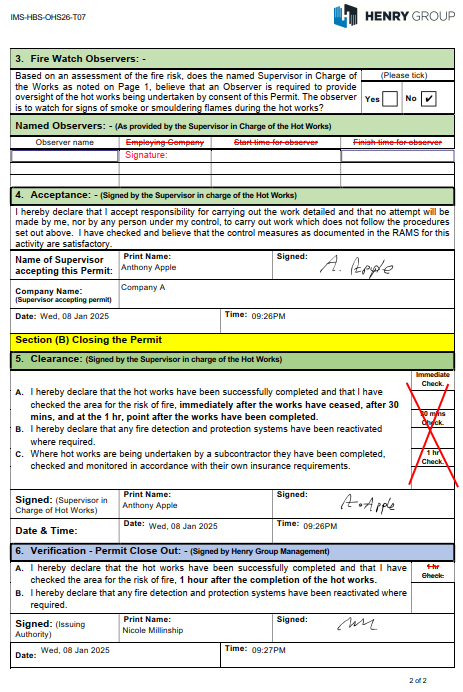 IMS-HBS-OHS26-T07
HENRY GROUP
3. Fire Watch Observers: -
Based on an assessment of the fire risk, does the named Supervisor in Charge of
the Works as noted on Page 1, believe that an Observer is required to provide
oversight of the hot works being undertaken by consent of this Permit. The observer
is to watch for signs of smoke or smouldering flames during the hot works?
(Please tick)
Yes No ✔
Named Observers: - (As provided by the Supervisor in Charge of the Hot Works)
Observer name Employing Company Start time for observer Finish time for observer
Signature:
4. Acceptance: - (Signed by the Supervisor in charge of the Hot Works)
I hereby declare that I accept responsibility for carrying out the work detailed and that no attempt will be
made by me, nor by any person under my control, to carry out work which does not follow the procedures
set out above. I have checked and believe that the control measures as documented in the RAMS for this
activity are satisfactory.
Name of Supervisor
accepting this Permit:
Print Name:
Anthony Apple
Signed:
A. Apple
Company Name:
(Supervisor accepting permit)
Company A
Date: Wed, 08 Jan 2025 Time: 09:26PM
Section (B) Closing the Permit
5. Clearance: (Signed by the Supervisor in charge of the Hot Works)
A. I hereby declare that the hot works have been successfully completed and that I have
checked the area for the risk of fire, immediately after the works have ceased, after 30
mins, and at the 1 hr, point after the works have been completed.
B. I hereby declare that any fire detection and protection systems have been reactivated
where required.
C. Where hot works are being undertaken by a subcontractor they have been completed,
checked and monitored in accordance with their own insurance requirements.
Immediate
Check.
30 mins
Check.
1 hr
Check.
Signed: (Supervisor in
Charge of Hot Works)
Print Name:
Anthony Apple
Signed:
A. Apple
Date & Time: Date: Wed, 08 Jan 2025 Time: 09:26PM
6. Verification - Permit Close Out: - (Signed by Henry Group Management)
A. I hereby declare that the hot works have been successfully completed and that I have
checked the area for the risk of fire, 1 hour after the completion of the hot works.
B. I hereby declare that any fire detection and protection systems have been reactivated where
required.
1 hr
Check.
Signed: (Issuing
Authority)
Print Name:
Nicole Millinship
Signed:
Date: Wed, 08 Jan 2025 Time: 09:27PM
2 of 2